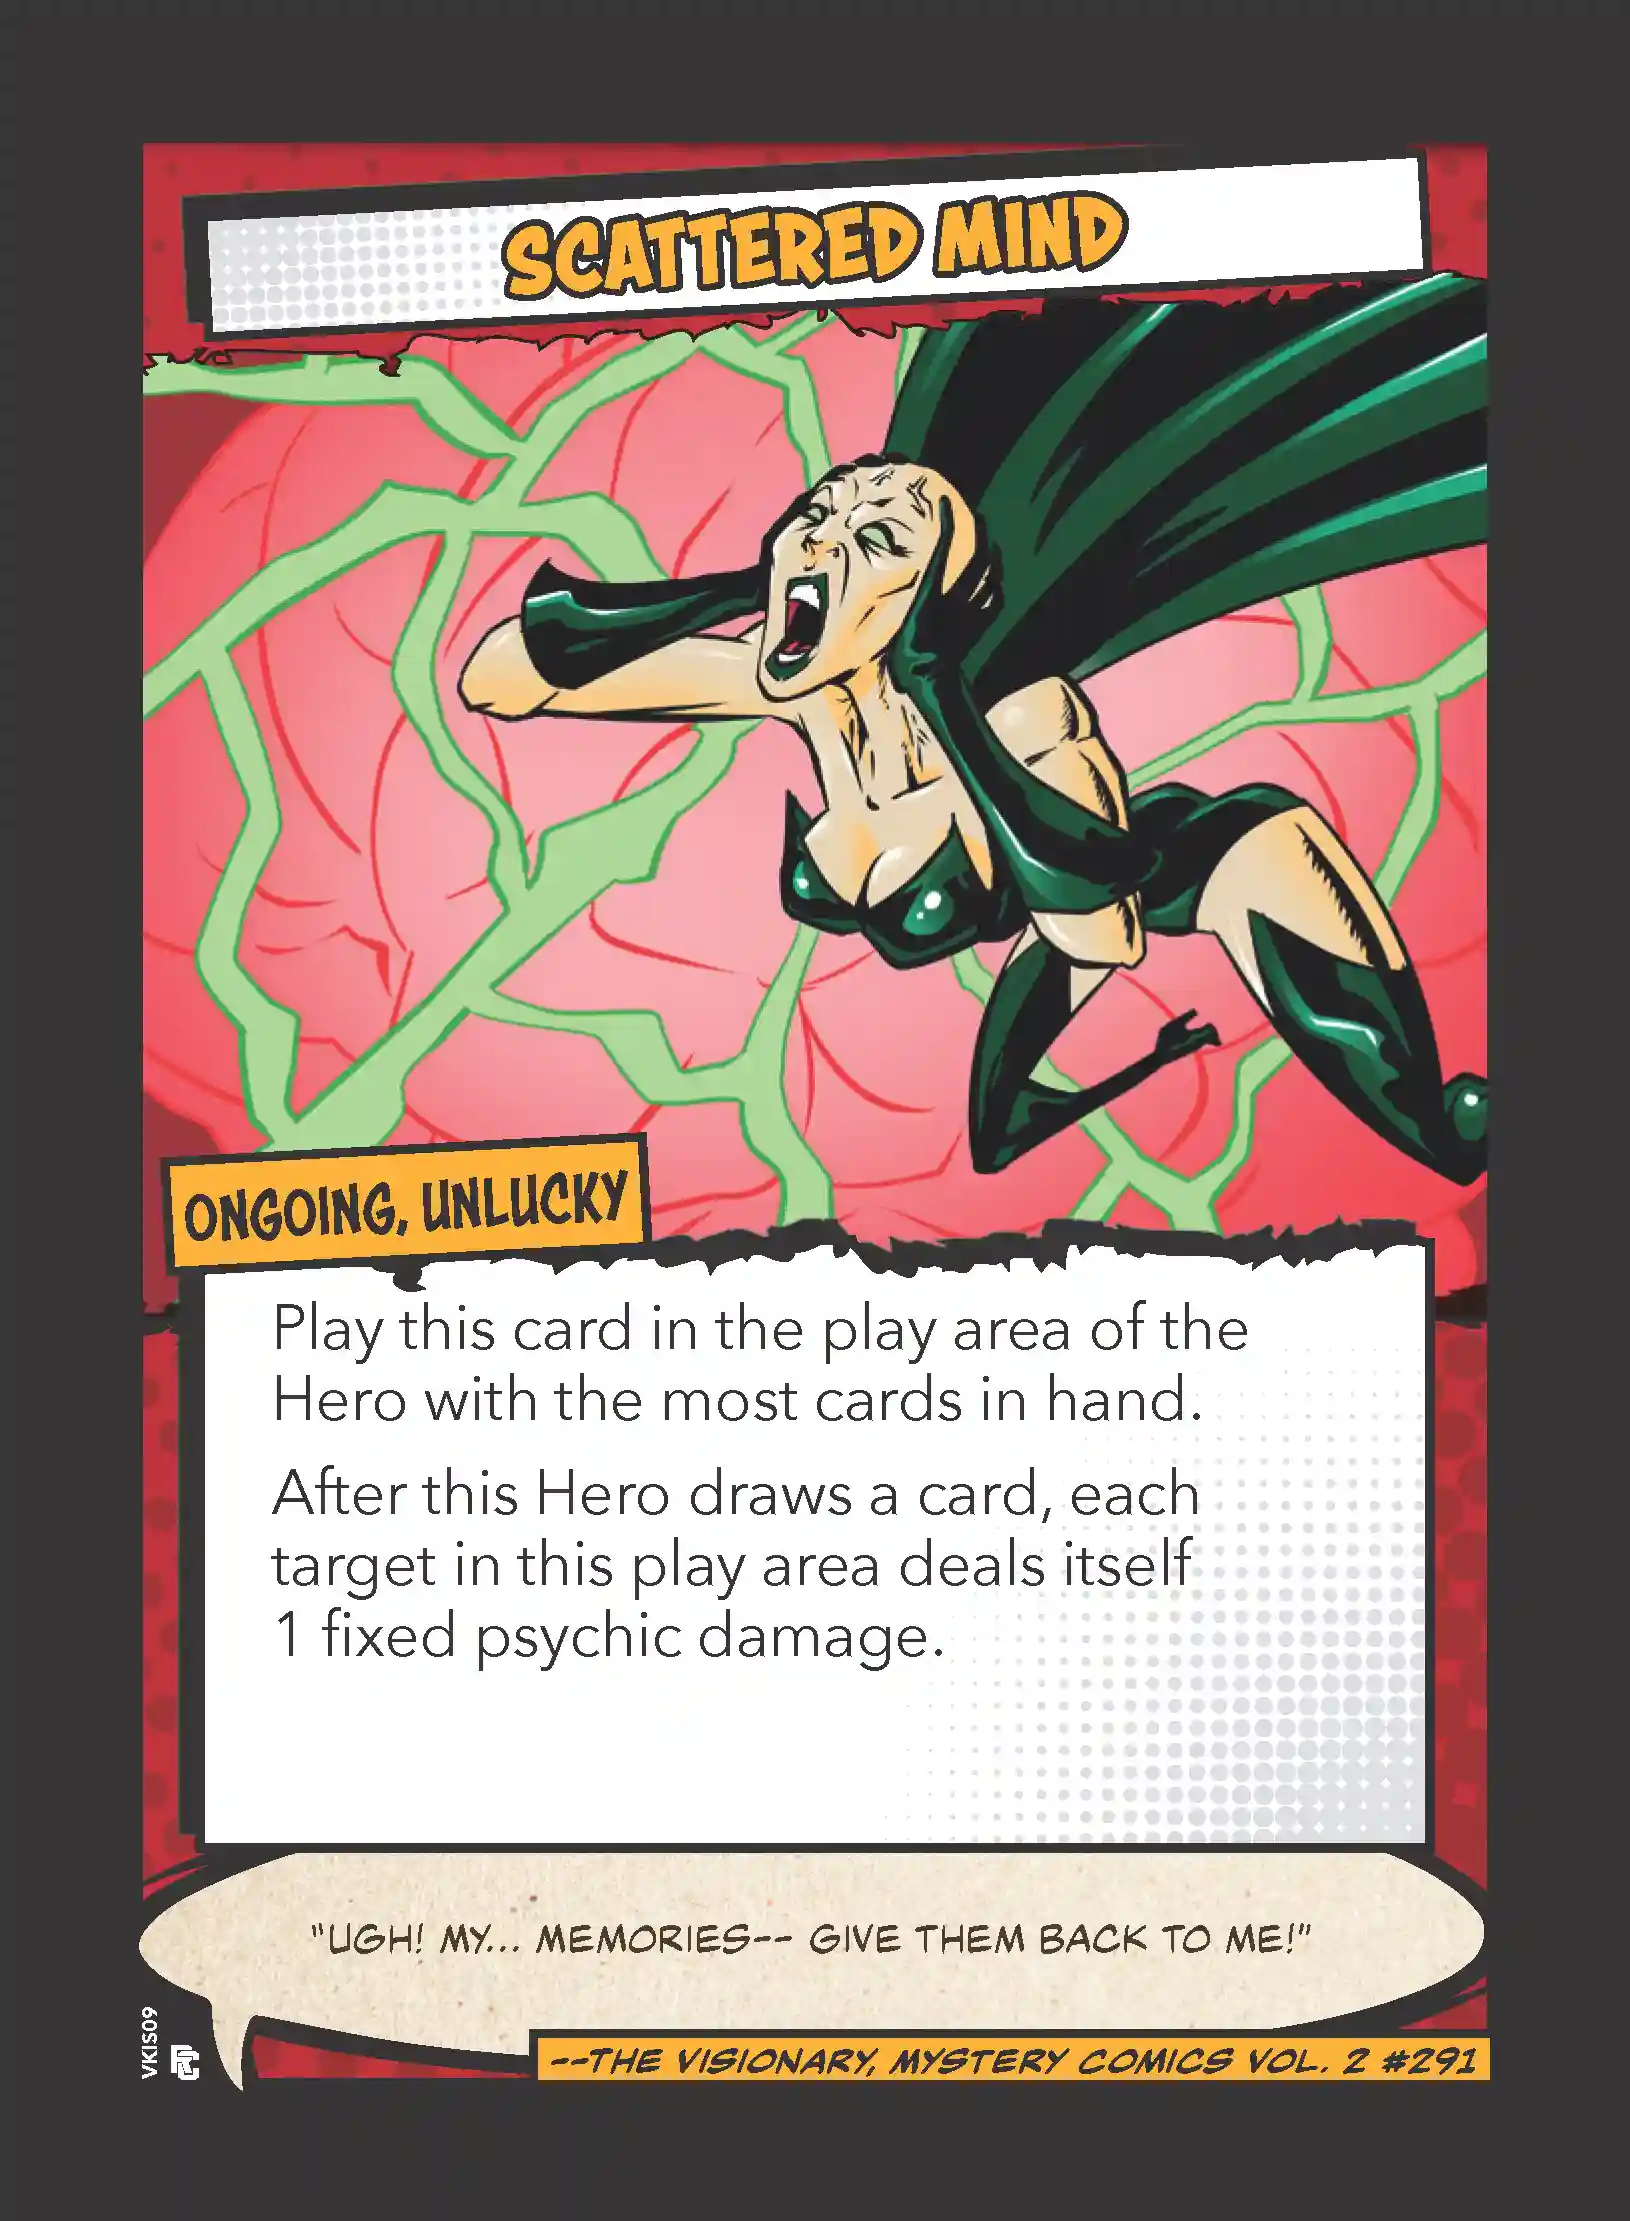 SCATTERED MIND
ONGOING, UNLUCKY
Play this card in the play area of the
Hero with the most cards in hand.
After this Hero draws a card, each
target in this play area deals itself
1 fixed psychic damage.
"UGH! MY... MEMORIES-- GIVE THEM BACK TO ME!"
--THE VISIONARY, MYSTERY COMICS VOL. 2 #291
VKIS09